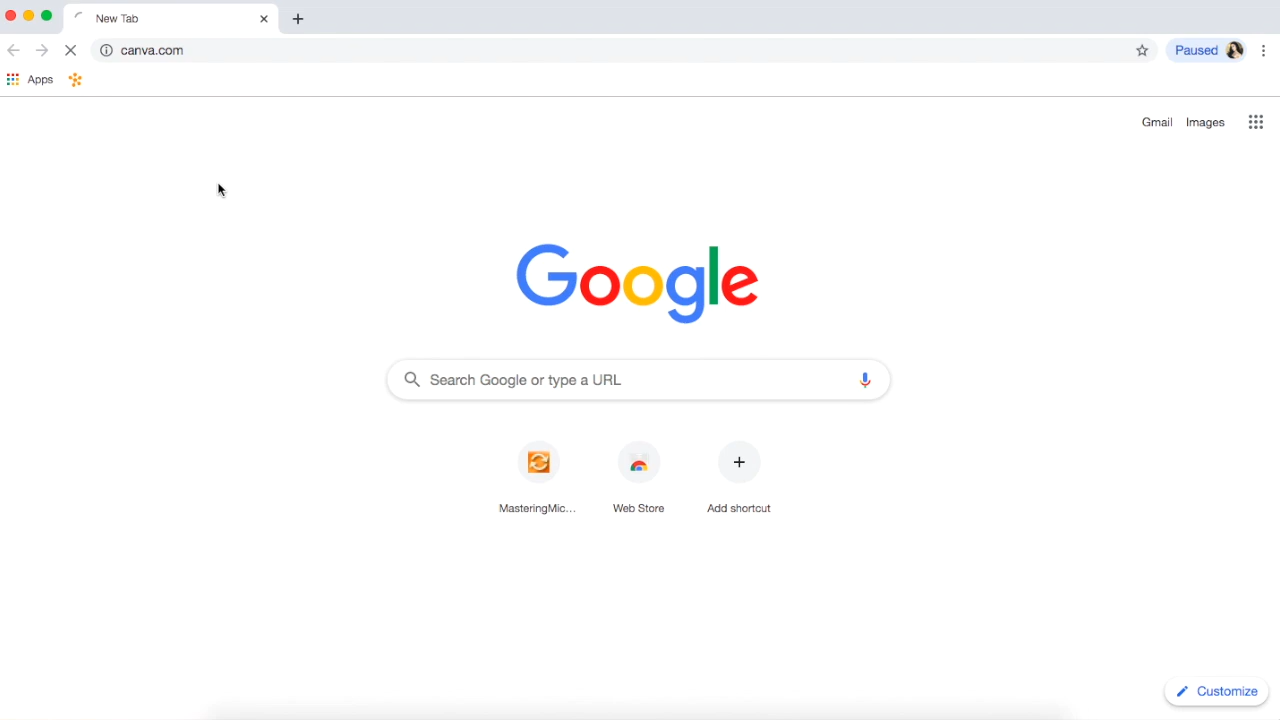 New Tab
canva.com
Paused
Apps
Gmail Images
Google
Search Google or type a URL
MasteringMic... Web Store Add shortcut
Customize